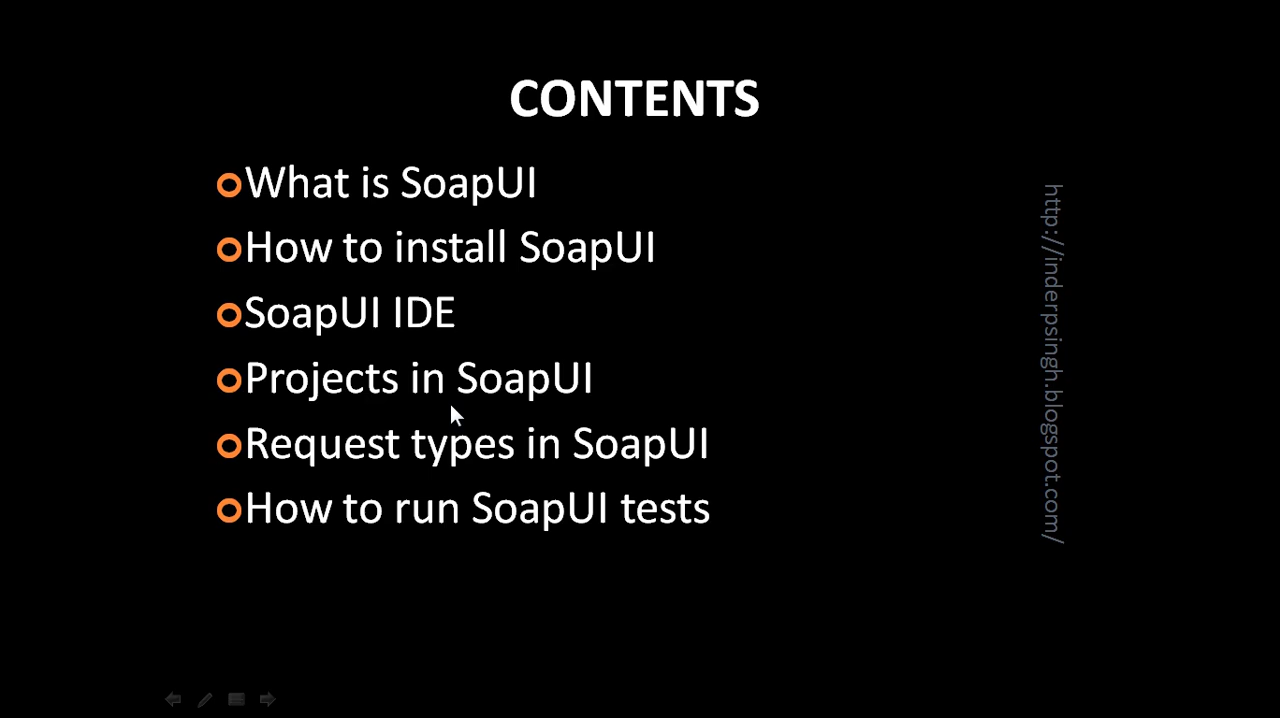 CONTENTS
What is SoapUI
How to install SoapUI
SoapUI IDE
Projects in SoapUI
Request types in SoapUI
How to run SoapUI tests
http://inderpsingh.blogspot.com/